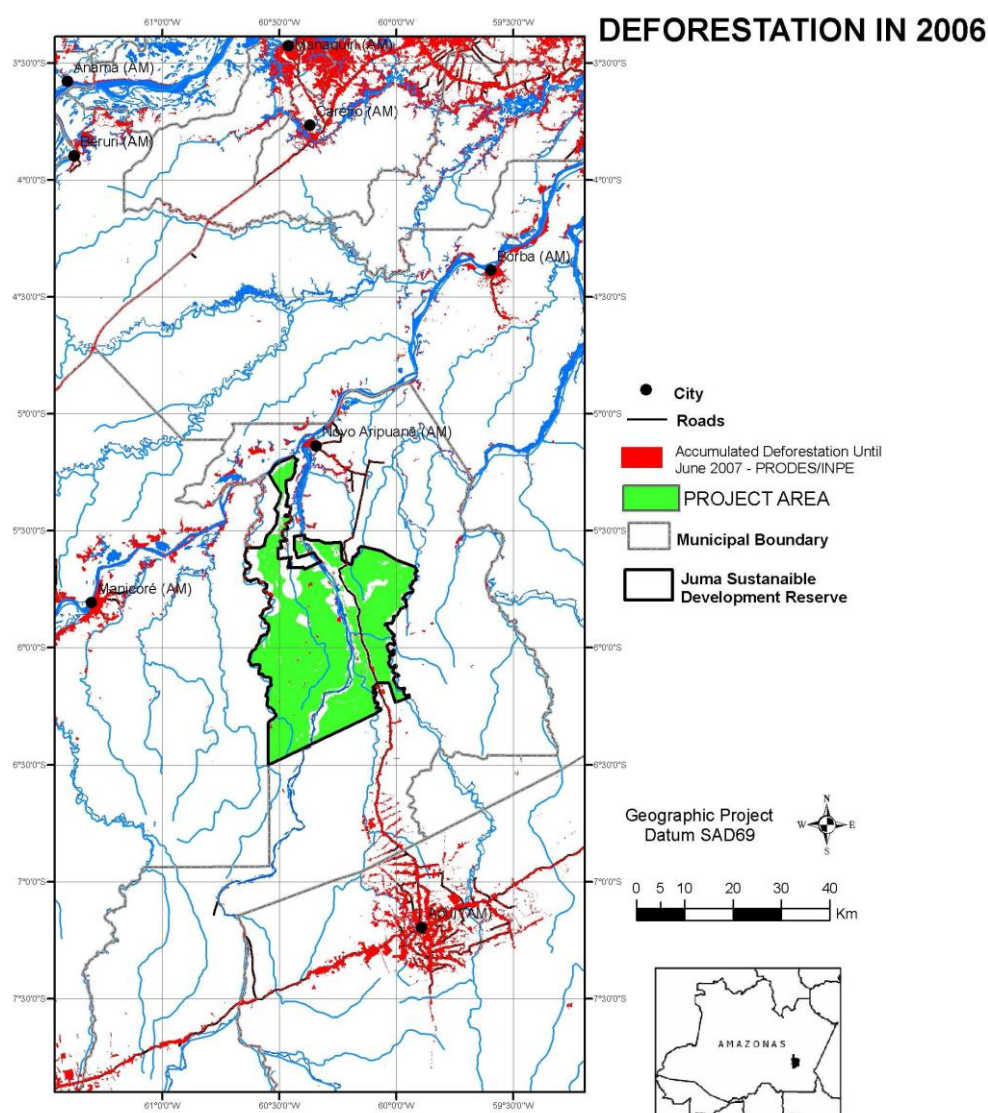 DEFORESTATION IN 2006
61°0'0"W 60°30'0"W 60°0'0"W 59°30'0"W
3°30'0"S 3°30'0"S
Anamã (AM)
Careiro (AM)
Beruri (AM)
4°0'0"S 4°0'0"S
Borba (AM)
4°30'0"S 4°30'0"S
5°0'0"S 5°0'0"S
Novo Aripuanã (AM)
5°30'0"S 5°30'0"S
Manicoré (AM)
6°0'0"S 6°0'0"S
6°30'0"S 6°30'0"S
7°0'0"S 7°0'0"S
7°30'0"S 7°30'0"S
61°0'0"W 60°30'0"W 60°0'0"W 59°30'0"W
City
Roads
Accumulated Deforestation Until
June 2007 - PRODES/INPE
PROJECT AREA
Municipal Boundary
Juma Sustanaible
Development Reserve
Geographic Project
Datum SAD69
N
W E
S
0 5 10 20 30 40
Km
AMAZONAS